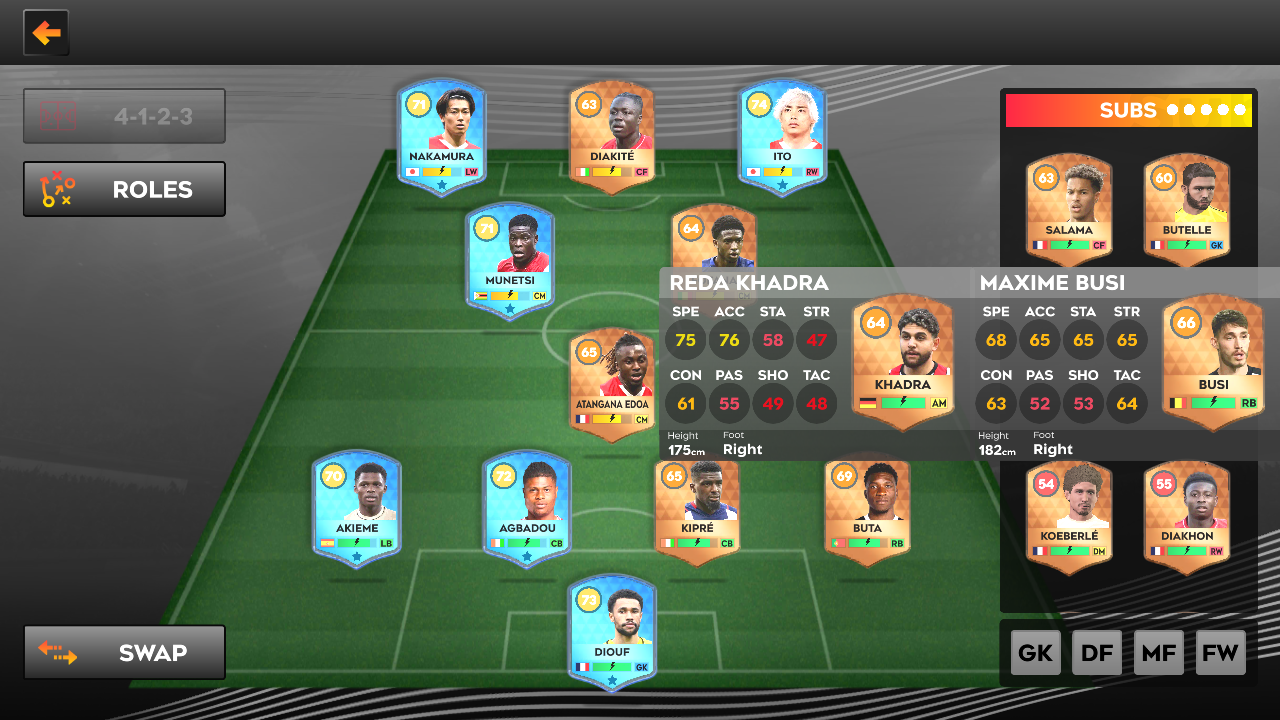 4-1-2-3
ROLES
SWAP
71
NAKAMURA
LW
63
DIAKITÉ
CF
74
ITO
RW
71
MUNETSI
CM
64
65
ATANGANA EDOA
CM
70
AKIEME
LB
72
AGBADOU
CB
65
KIPRÉ
CB
69
BUTA
RB
73
DIOUF
GK
SUBS
63
SALAMA
CF
60
BUTELLE
GK
REDA KHADRA
SPE ACC STA STR
75 76 58 47
CON PAS SHO TAC
61 55 49 48
Height Foot
175cm Right
64
KHADRA
AM
MAXIME BUSI
SPE ACC STA STR
68 65 65 65
CON PAS SHO TAC
63 52 53 64
Height Foot
182cm Right
66
BUSI
RB
54
KOEBERLÉ
DM
55
DIAKHON
RW
GK DF MF FW